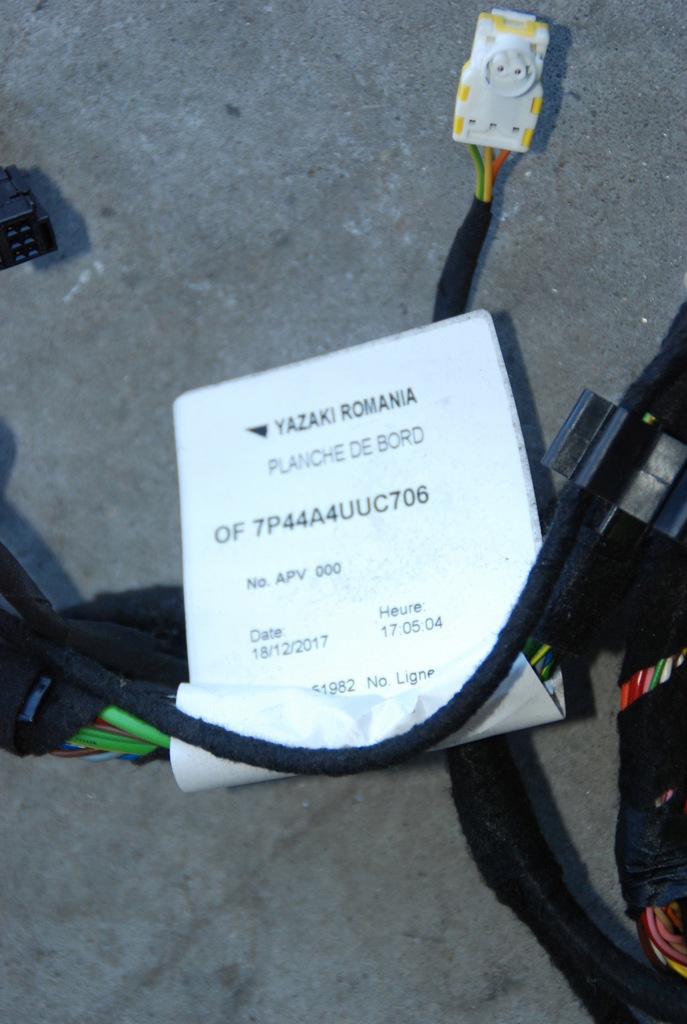 YAZAKI ROMANIA
PLANCHE DE BORD
OF 7P44A4UUC706
No. APV 000
Date: Heure:
18/12/2017 17:05:04
51982 No. Ligne